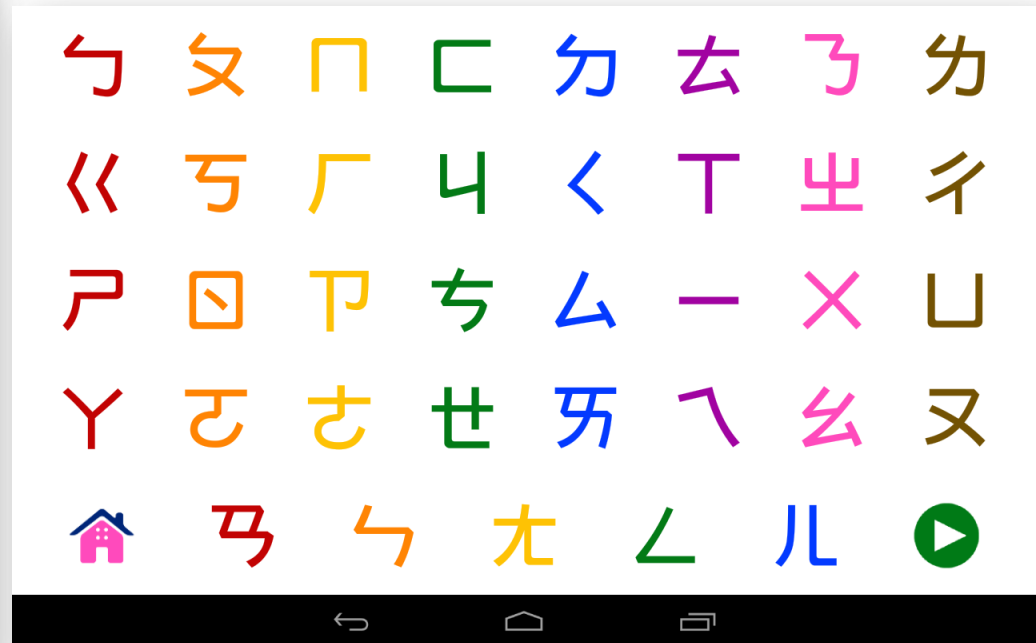 ㄅ ㄆ ㄇ ㄈ ㄉ ㄊ ㄋ ㄌ
ㄍ ㄎ ㄏ ㄐ ㄑ ㄒ ㄓ ㄔ
ㄕ ㄖ ㄗ ㄘ ㄙ ㄧ ㄨ ㄩ
ㄚ ㄛ ㄜ ㄝ ㄞ ㄟ ㄠ ㄡ
ㄢ ㄣ ㄤ ㄥ ㄦ